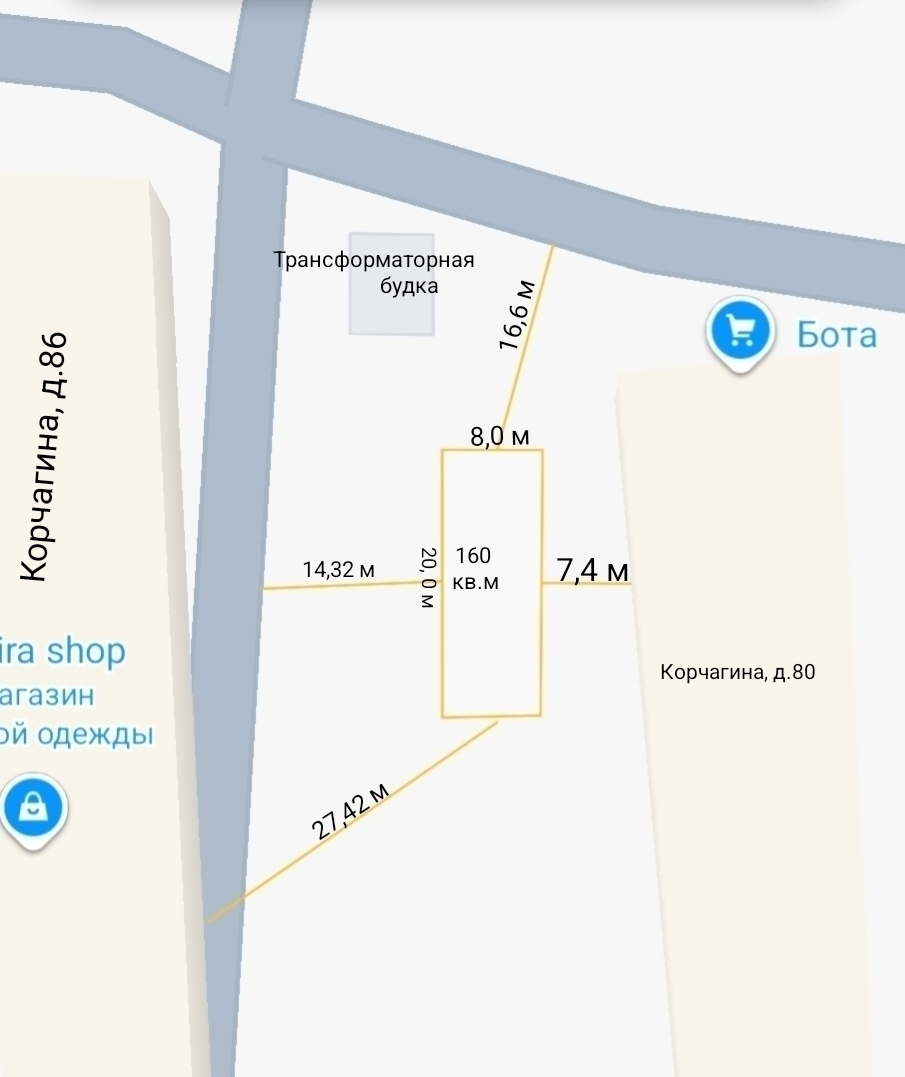 Трансформаторная
будка
16,6 м
Бота
Корчагина, д.86
8,0 м
14,32 м
20, 0 м
160
кв.м
7,4 м
ira shop
агазин
ой одежды
Корчагина, д.80
27,42 м